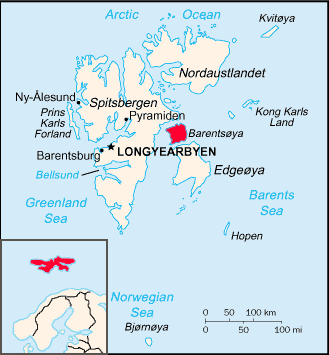 Arctic Ocean
Kvitøya
Nordaustlandet
Ny-Ålesund
Spitsbergen
Prins
Karls
Forland
Pyramiden
Kong Karls
Land
Barentsøya
Barentsburg
LONGYEARBYEN
Bellsund
Edgeøya
Greenland
Sea
Barents
Sea
Hopen
Norwegian
Sea
Bjørnøya
0 50 100 km
0 50 100 mi